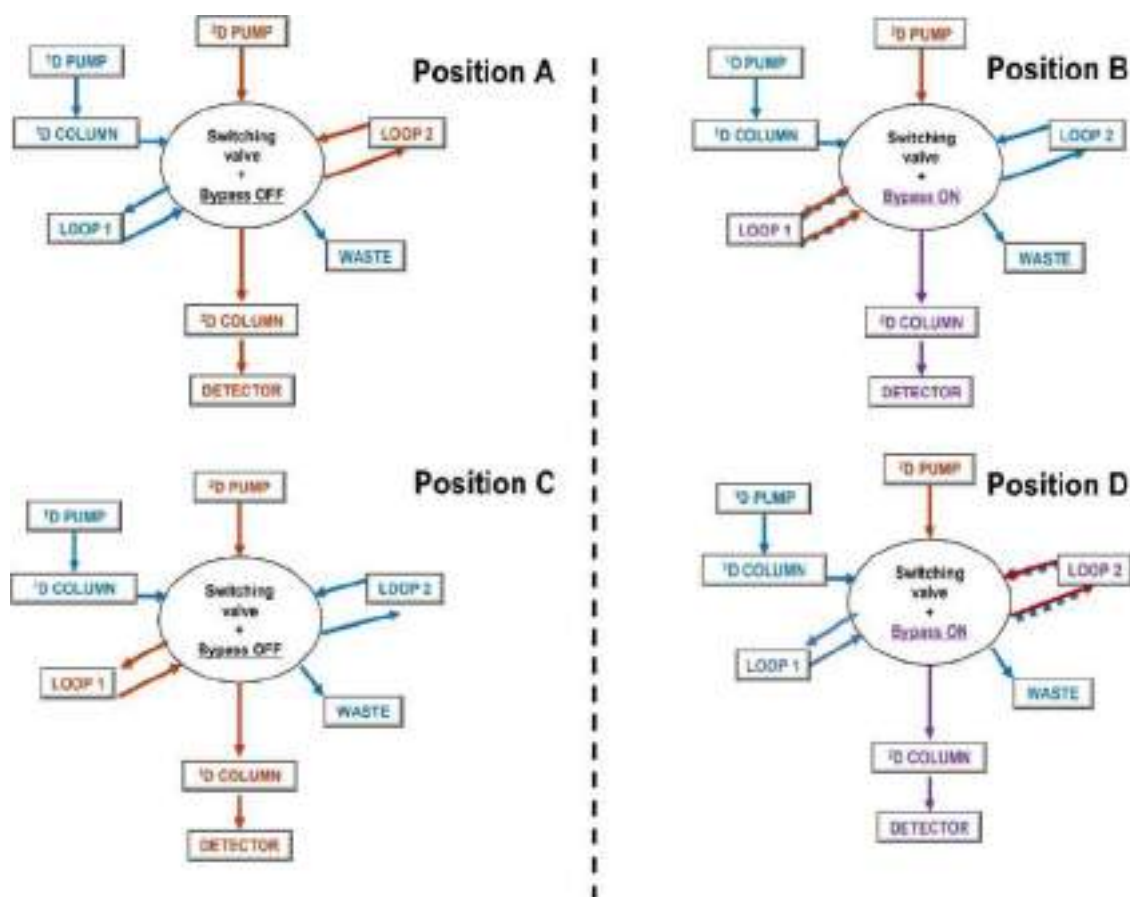 ²D PUMP
¹D PUMP
Position A
¹D COLUMN
Switching
valve
+
Bypass OFF
LOOP 2
LOOP 1
WASTE
²D COLUMN
DETECTOR
²D PUMP
¹D PUMP
Position B
¹D COLUMN
Switching
valve
+
Bypass ON
LOOP 2
LOOP 1
WASTE
²D COLUMN
DETECTOR
²D PUMP
Position C
¹D PUMP
¹D COLUMN
Switching
valve
+
Bypass OFF
LOOP 2
LOOP 1
WASTE
²D COLUMN
DETECTOR
²D PUMP
Position D
¹D PUMP
¹D COLUMN
Switching
valve
+
Bypass ON
LOOP 2
LOOP 1
WASTE
²D COLUMN
DETECTOR